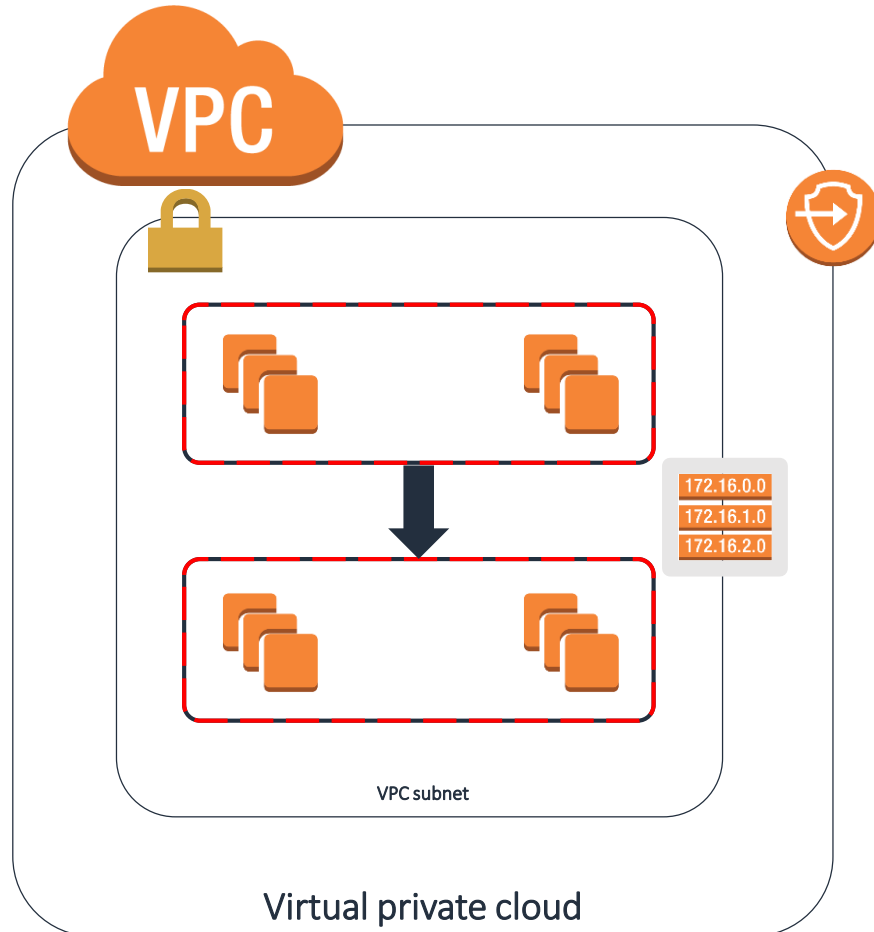 VPC
172.16.0.0
172.16.1.0
172.16.2.0
VPC subnet
Virtual private cloud